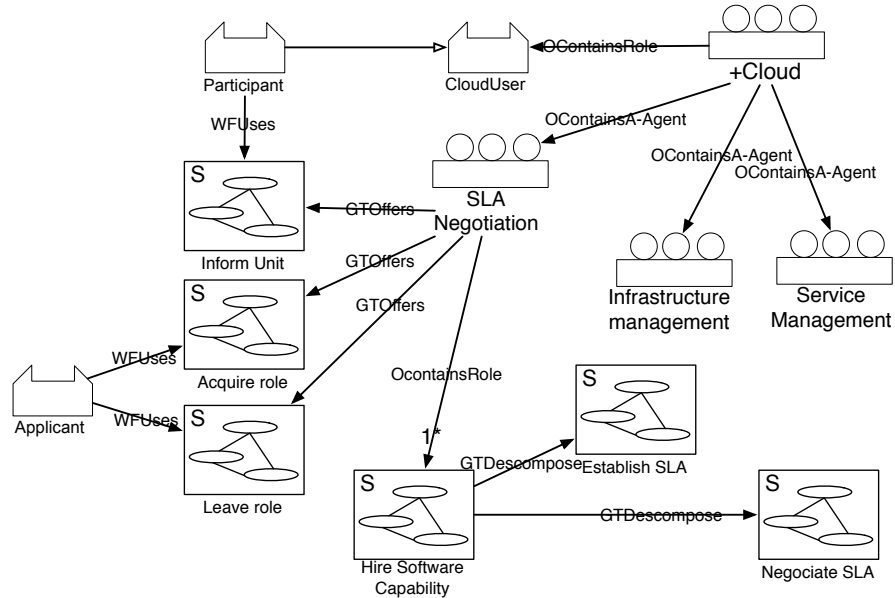 OContainsRole
+Cloud
Participant
CloudUser
WFUses
OContainsA-Agent
OContainsA-Agent
OContainsA-Agent
S
SLA
Negotiation
GTOffers
Inform Unit
GTOffers
S
Infrastructure
management
Service
Management
GTOffers
WFUses
Acquire role
OcontainsRole
S
Applicant
WFUses
S
1*
GTDescompose
Establish SLA
Leave role
S
S
GTDescompose
Hire Software
Capability
Negociate SLA